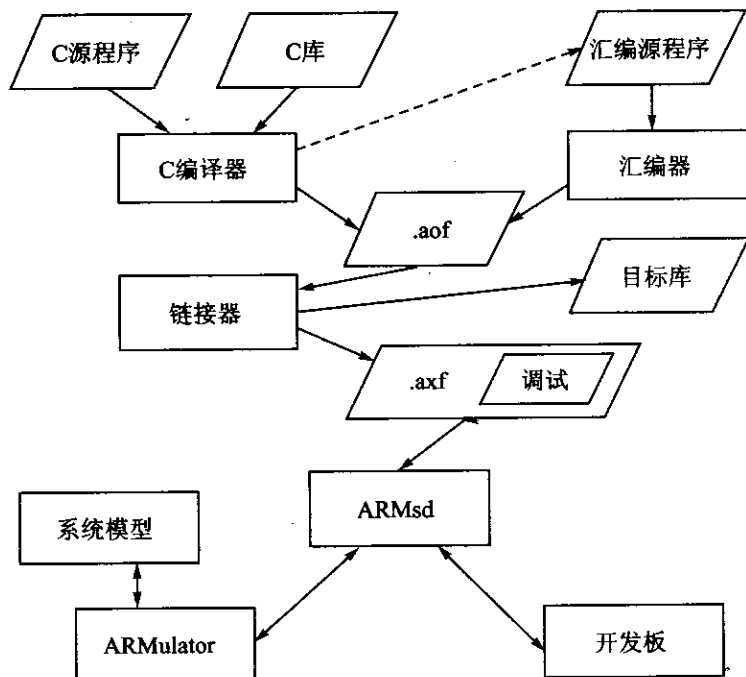 C源程序
C库
汇编源程序
C编译器
汇编器
.aof
链接器
目标库
.axf
调试
ARMsd
系统模型
ARMulator
开发板